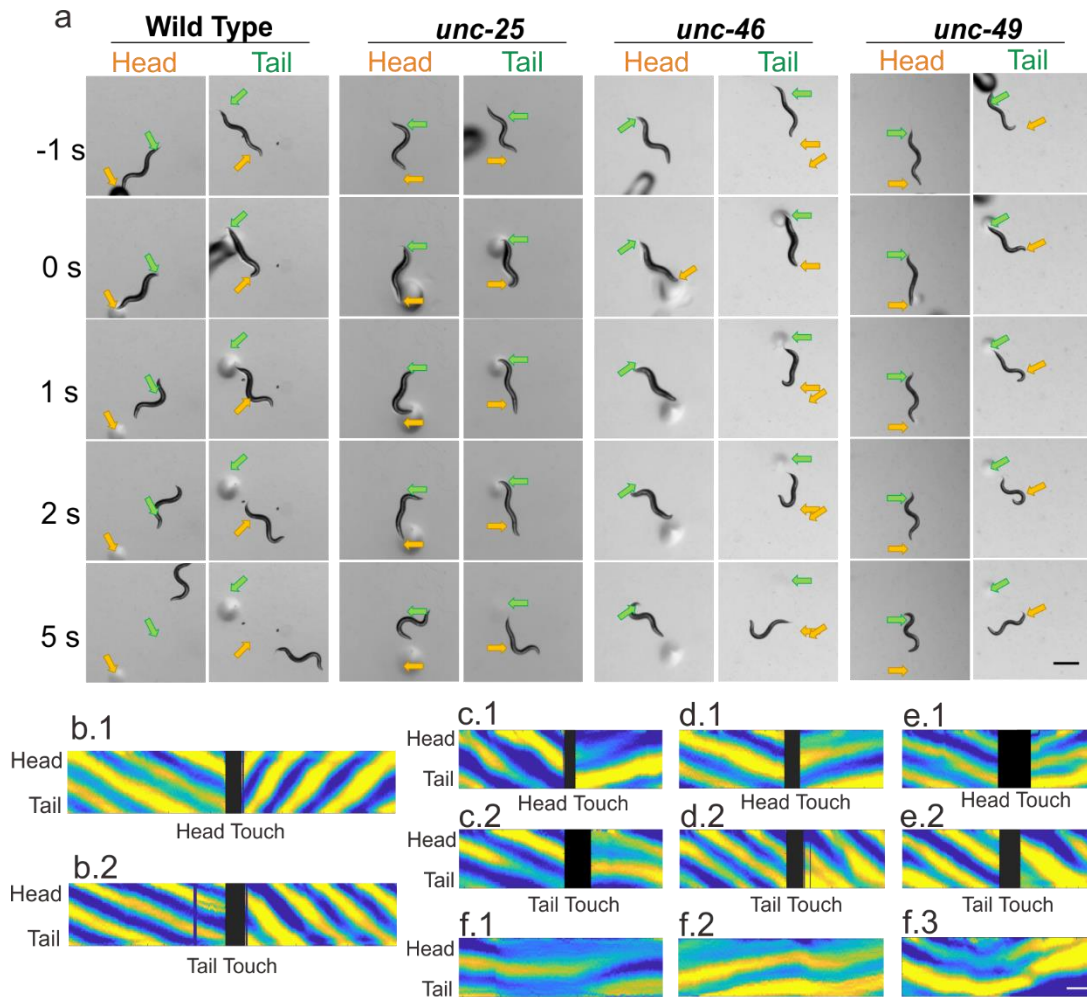 a
Wild Type unc-25 unc-46 unc-49
Head Tail Head Tail Head Tail Head Tail
-1 s
0 s
1 s
2 s
5 s
b.1
Head
Tail
Head Touch
b.2
Head
Tail
Tail Touch
c.1 d.1 e.1
Head
Tail
Head Touch Head Touch Head Touch
c.2 d.2 e.2
Head
Tail
Tail Touch Tail Touch Tail Touch
f.1 f.2 f.3
Head
Tail